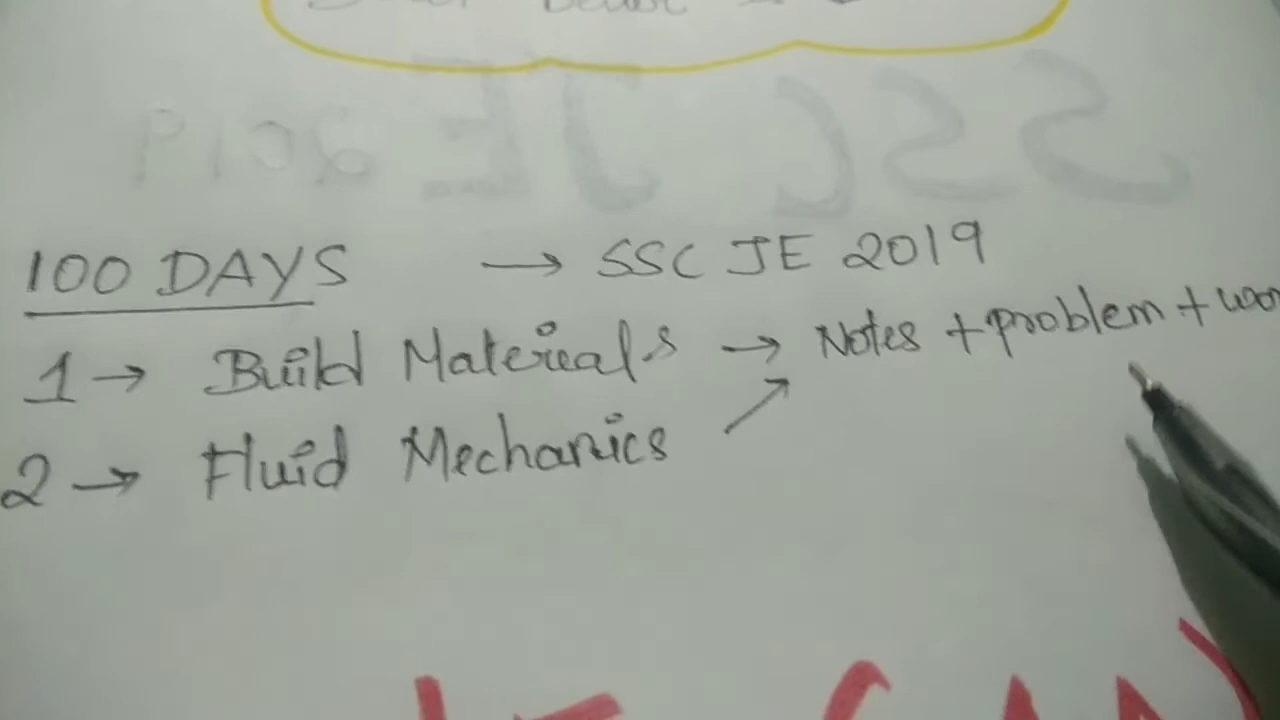 100 DAYS → SSC JE 2019
1 → Build Materials → Notes + problem +
2 → Fluid Mechanics